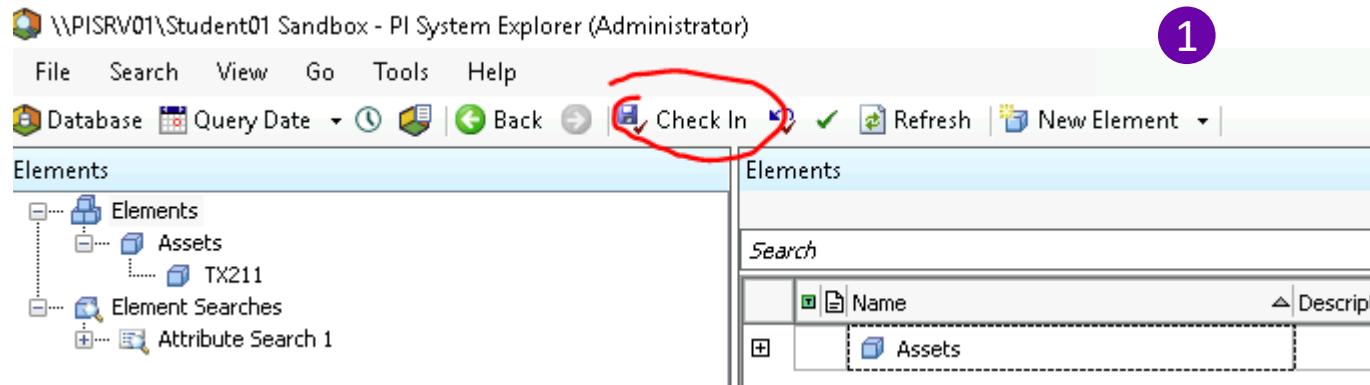 \\PISRV01\Student01 Sandbox - PI System Explorer (Administrator)
1
File Search View Go Tools Help
Database Query Date Back Check In Refresh New Element
Elements
Elements
Assets
TX211
Element Searches
Attribute Search 1
Elements
Search
Name Descrip
Assets